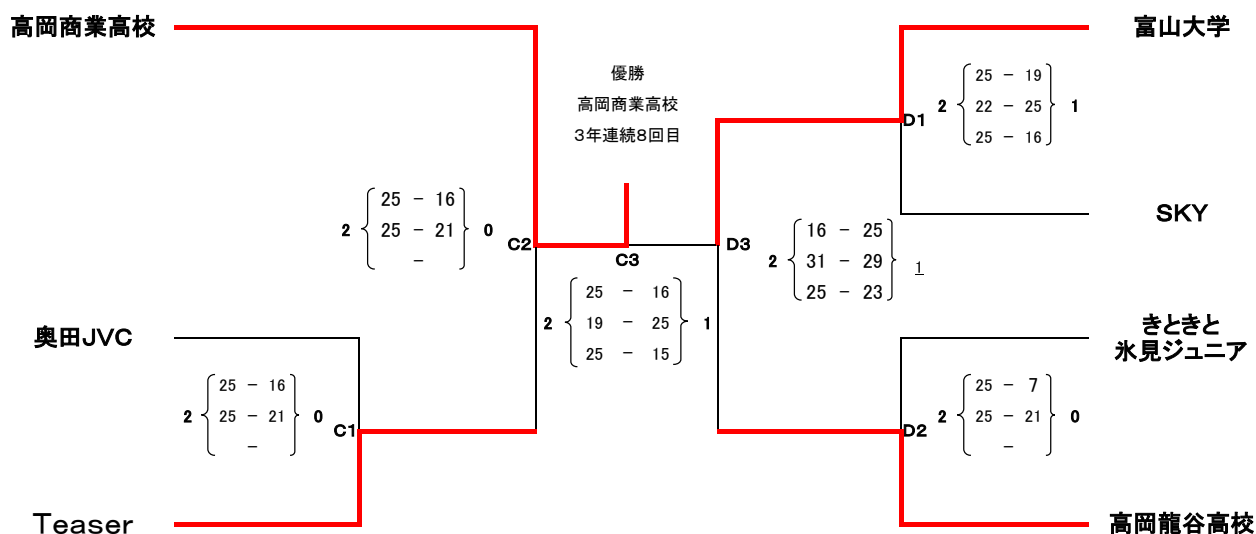 高岡商業高校
富山大学
優勝
高岡商業高校
3年連続8回目
25 － 19
2 22 － 25 1
25 － 16
D1
SKY
25 － 16
2 25 － 21 0
－
C2
C3
D3
16 － 25
2 31 － 29 1
25 － 23
25 － 16
2 19 － 25 1
25 － 15
奥田JVC
きときと
氷見ジュニア
25 － 16
2 25 － 21 0
－
C1
D2
25 － 7
2 25 － 21 0
－
Teaser
高岡龍谷高校